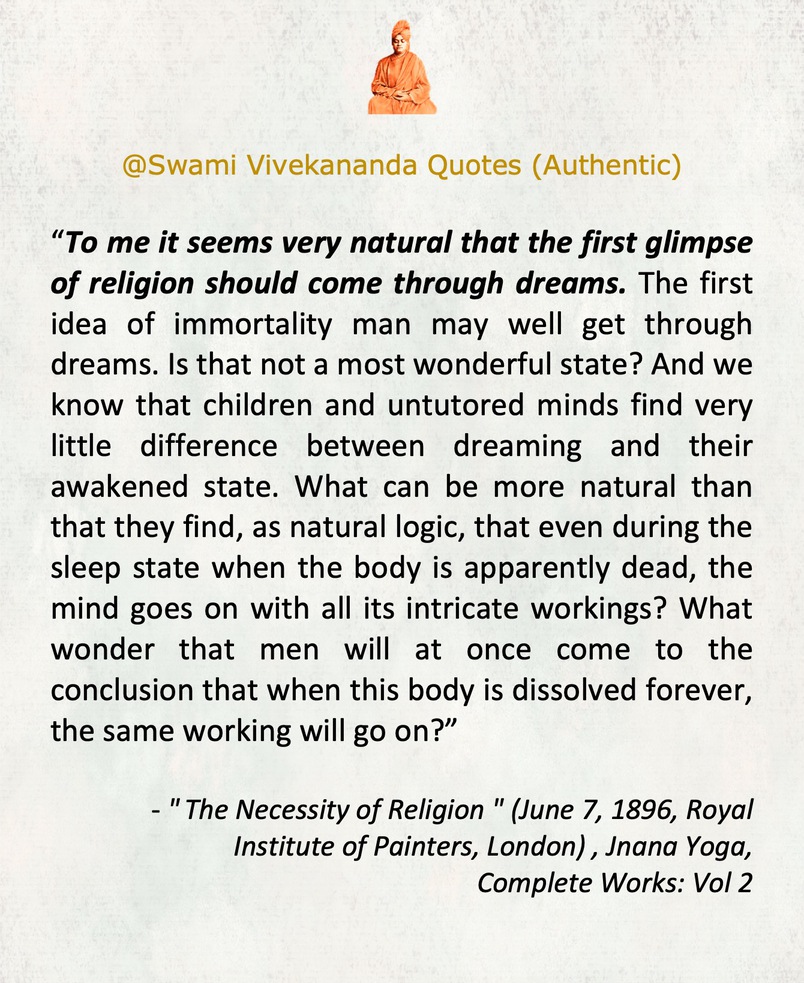 @Swami Vivekananda Quotes (Authentic)
“To me it seems very natural that the first glimpse
of religion should come through dreams. The first
idea of immortality man may well get through
dreams. Is that not a most wonderful state? And we
know that children and untutored minds find very
little difference between dreaming and their
awakened state. What can be more natural than
that they find, as natural logic, that even during the
sleep state when the body is apparently dead, the
mind goes on with all its intricate workings? What
wonder that men will at once come to the
conclusion that when this body is dissolved forever,
the same working will go on?”
- " The Necessity of Religion " (June 7, 1896, Royal
Institute of Painters, London) , Jnana Yoga,
Complete Works: Vol 2